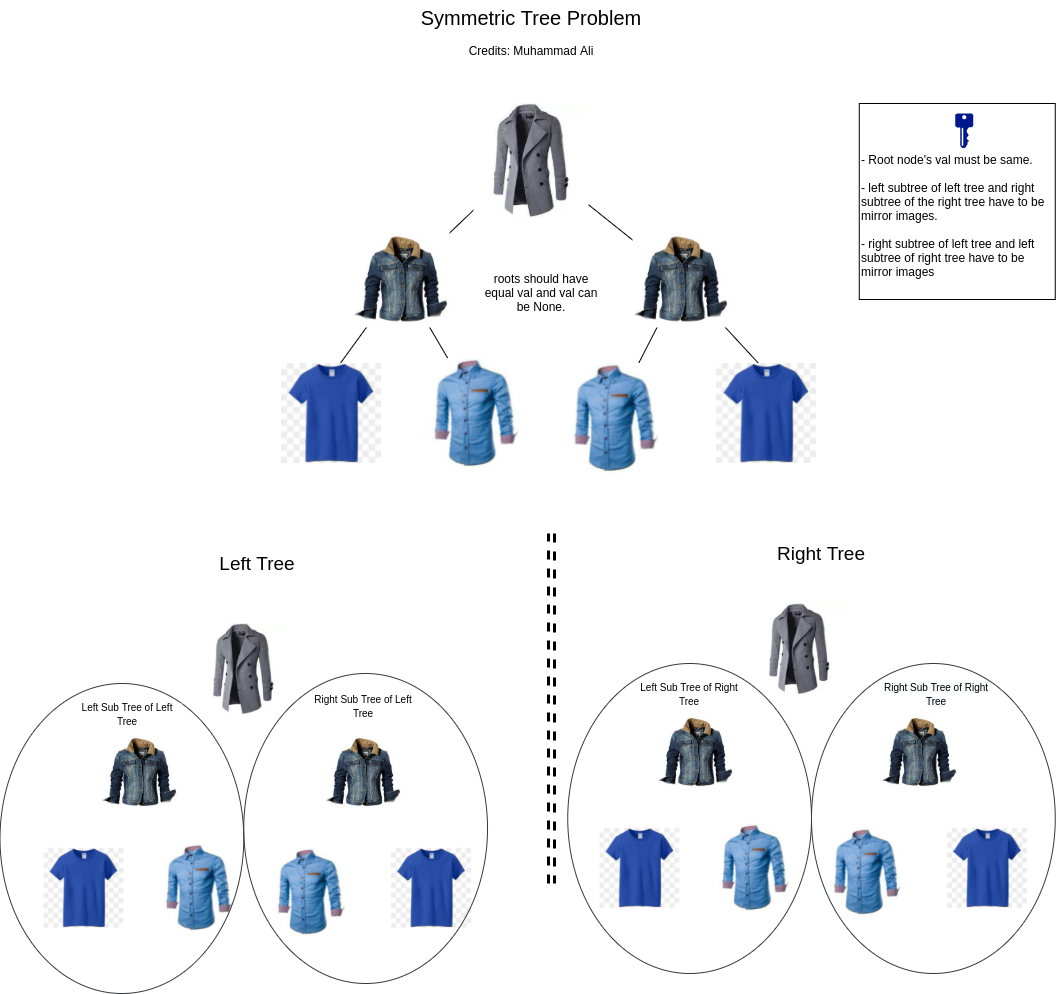 Symmetric Tree Problem
Credits: Muhammad Ali
- Root node's val must be same.
- left subtree of left tree and right
subtree of the right tree have to be
mirror images.
- right subtree of left tree and left
subtree of right tree have to be
mirror images
roots should have
equal val and val can
be None.
Left Tree
Right Tree
Left Sub Tree of Left
Tree
Right Sub Tree of Left
Tree
Left Sub Tree of Right
Tree
Right Sub Tree of Right
Tree